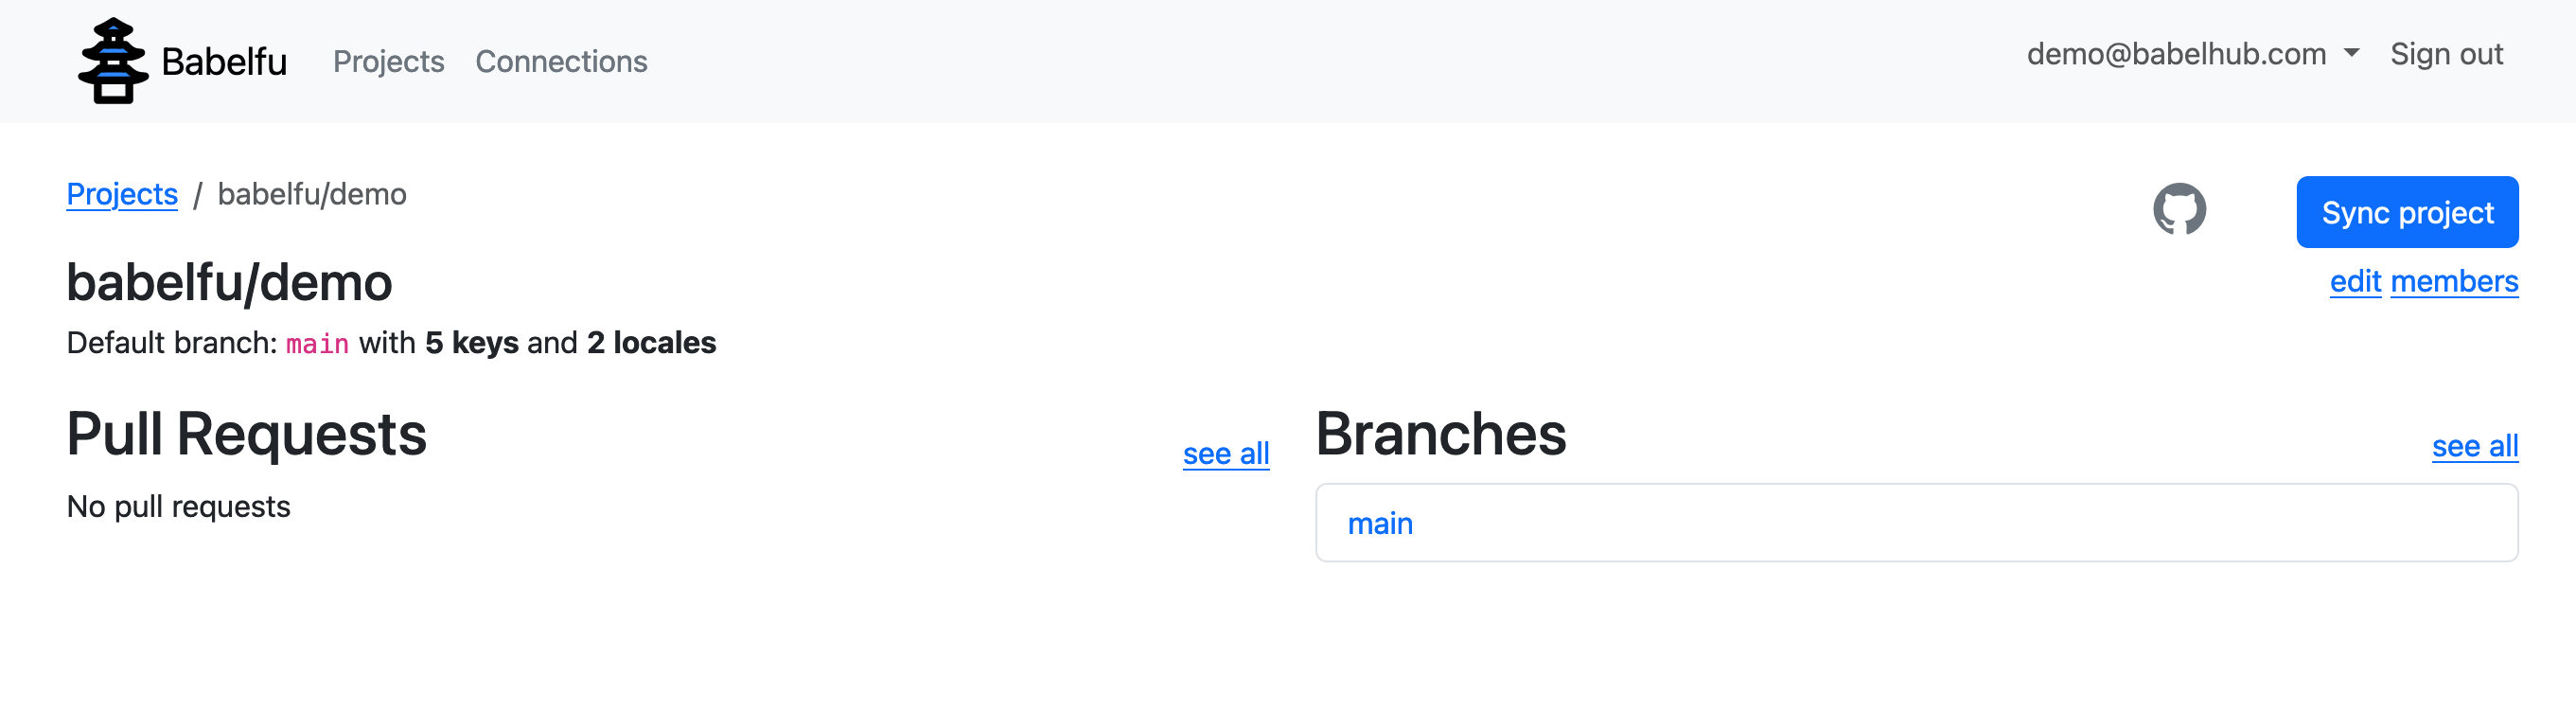 Babelfu Projects Connections demo@babelhub.com Sign out
Projects / babelfu/demo
Sync project
babelfu/demo
edit members
Default branch: main with 5 keys and 2 locales
Pull Requests
see all
No pull requests
Branches
see all
main